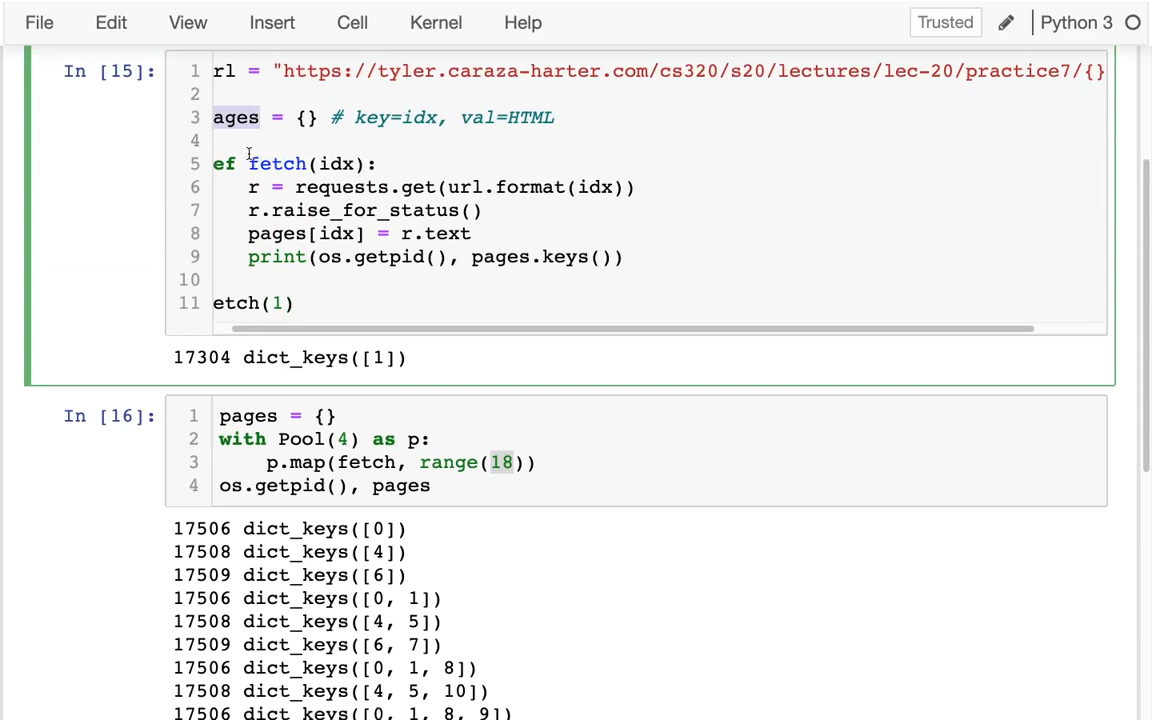 File Edit View Insert Cell Kernel Help Trusted Python 3
In [15]:
1 rl = "https://tyler.caraza-harter.com/cs320/s20/lectures/lec-20/practice7/{}
2
3 ages = {} # key=idx, val=HTML
4
5 ef fetch(idx):
6 r = requests.get(url.format(idx))
7 r.raise_for_status()
8 pages[idx] = r.text
9 print(os.getpid(), pages.keys())
10
11 etch(1)
17304 dict_keys([1])
In [16]:
1 pages = {}
2 with Pool(4) as p:
3 p.map(fetch, range(18))
4 os.getpid(), pages
17506 dict_keys([0])
17508 dict_keys([4])
17509 dict_keys([6])
17506 dict_keys([0, 1])
17508 dict_keys([4, 5])
17509 dict_keys([6, 7])
17506 dict_keys([0, 1, 8])
17508 dict_keys([4, 5, 10])
17506 dict_keys([0, 1, 8, 9])